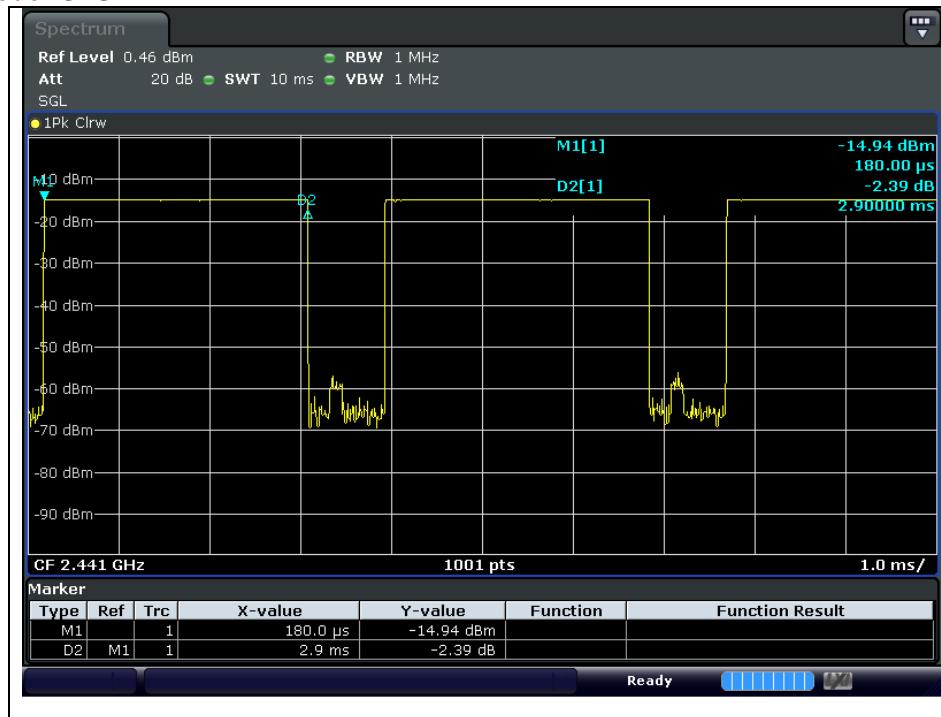 Spectrum
Ref Level 0.46 dBm RBW 1 MHz
Att 20 dB SWT 10 ms VBW 1 MHz
SGL
1Pk Clrw
M1[1] -14.94 dBm
180.00 µs
D2[1] -2.39 dB
2.90000 ms
M1
-10 dBm
D2
-20 dBm
-30 dBm
-40 dBm
-50 dBm
-60 dBm
-70 dBm
-80 dBm
-90 dBm
CF 2.441 GHz 1001 pts 1.0 ms/
Marker
Type Ref Trc X-value Y-value Function Function Result
M1 1 180.0 µs -14.94 dBm
D2 M1 1 2.9 ms -2.39 dB
Ready